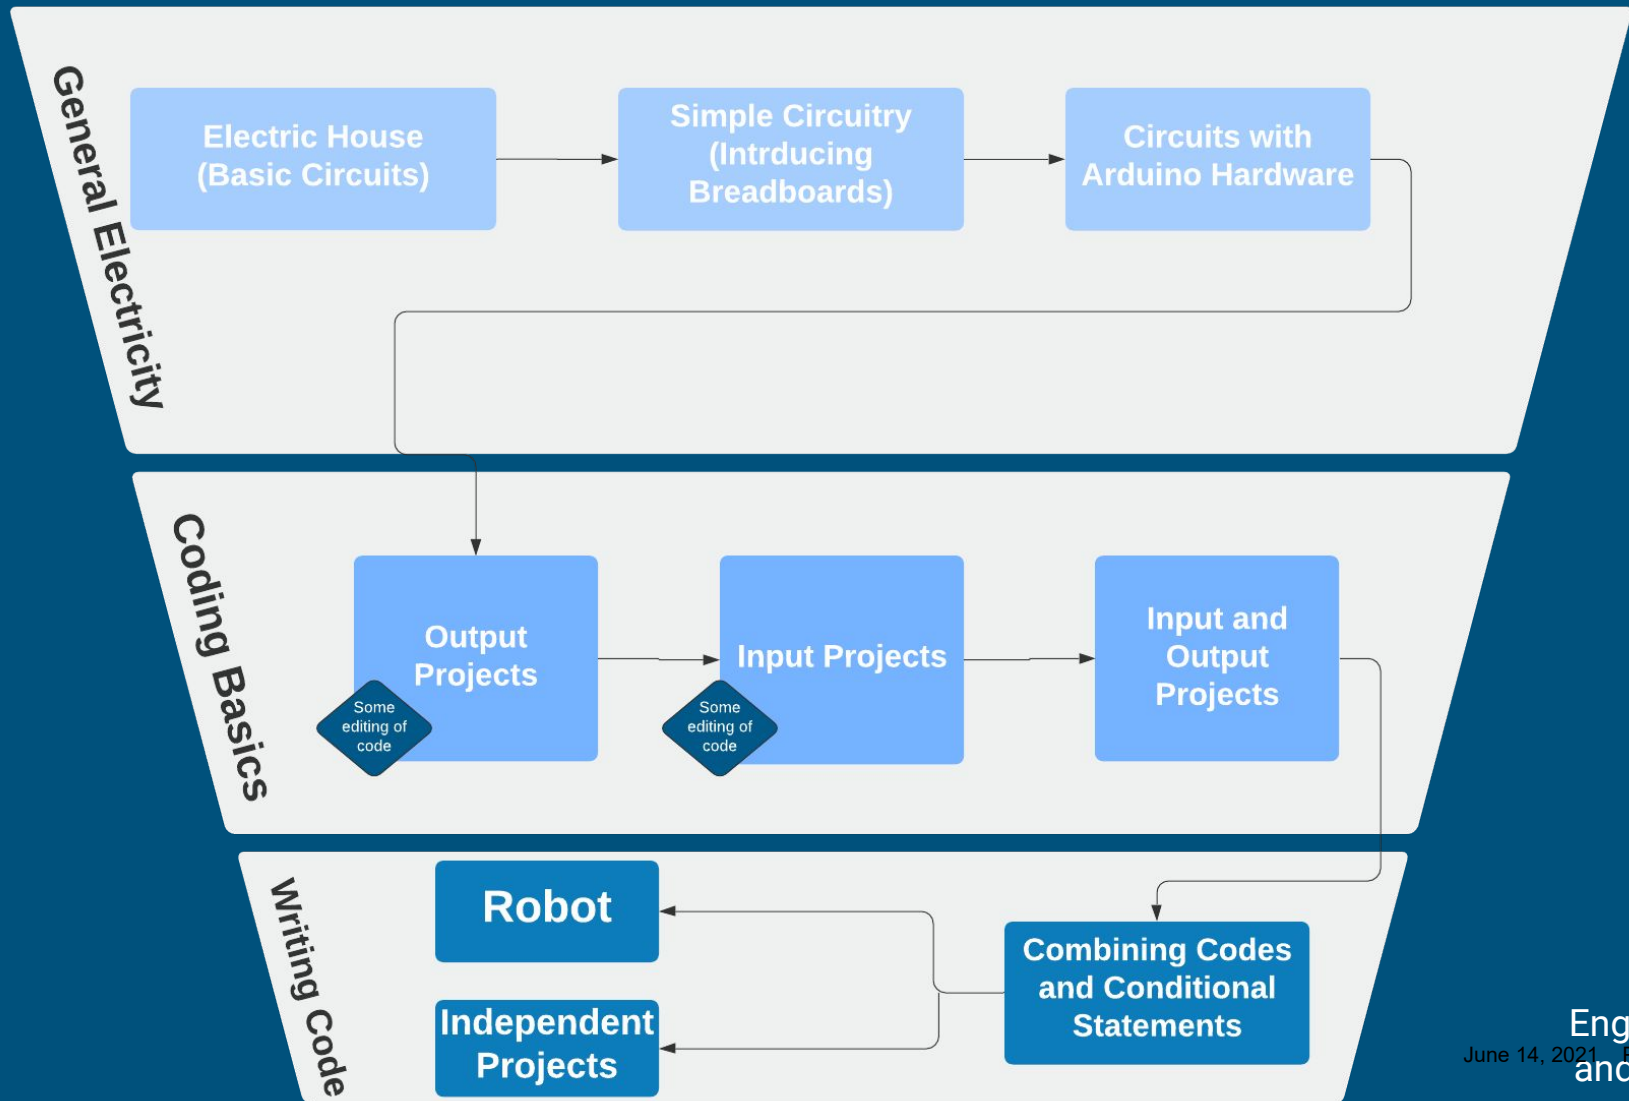 General Electricity
Electric House
(Basic Circuits)
Simple Circuitry
(Intrducing
Breadboards)
Circuits with
Arduino Hardware
Coding Basics
Output
Projects
Some
editing of
code
Input Projects
Some
editing of
code
Input and
Output
Projects
Writing Code
Robot
Independent
Projects
Combining Codes
and Conditional
Statements
Eng
June 14, 2021
and